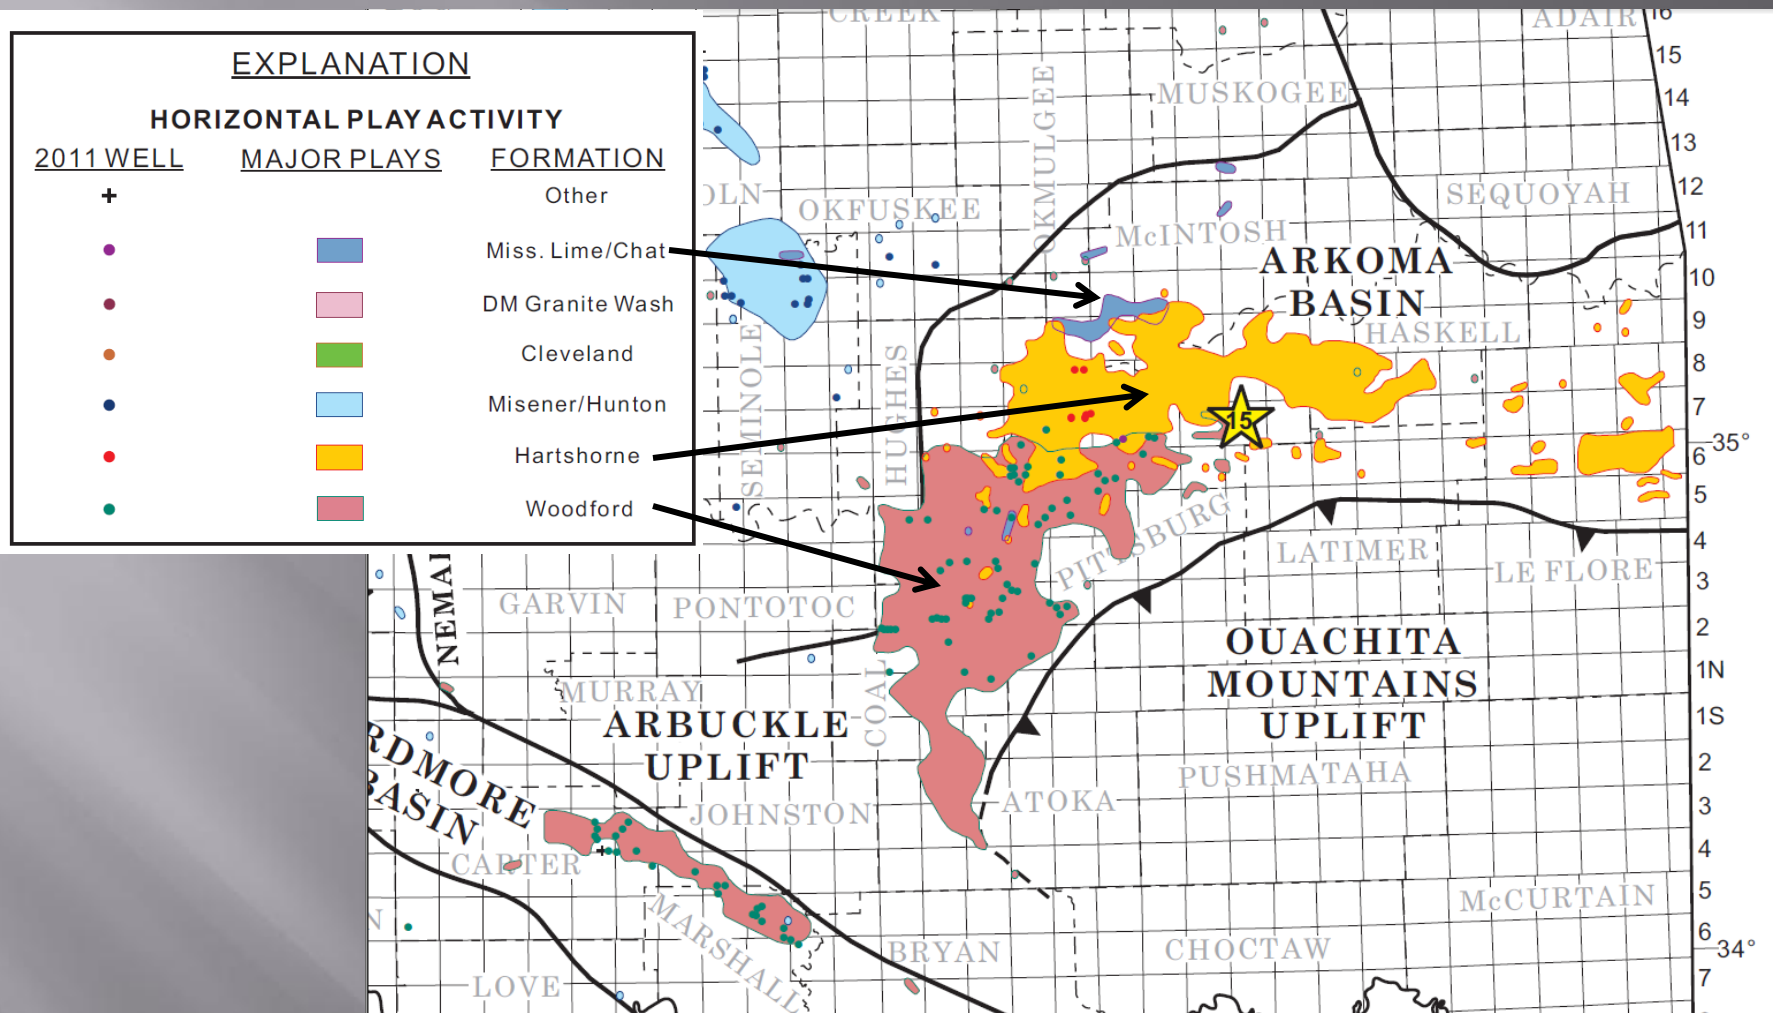 EXPLANATION
HORIZONTAL PLAY ACTIVITY
2011 WELL MAJOR PLAYS FORMATION
Other
Miss. Lime/Chat
DM Granite Wash
Cleveland
Misener/Hunton
Hartshorne
Woodford
CREEK
ADAIR
16
15
MUSKOGEE
14
OKMULGEE
13
12
SEQUOYAH
OLN
OKFUSKEE
11
McINTOSH
ARKOMA
BASIN
10
9
HASKELL
SEMINOLE
HUGHES
8
7
15
35°
6
5
PITTSBURG
4
LATIMER
LE FLORE
3
NEMA
GARVIN
PONTOTOC
2
OUACHITA
MOUNTAINS
UPLIFT
1N
MURRAY
COAL
1S
ARBUCKLE
UPLIFT
2
PUSHMATAHA
RDMORE
BASIN
JOHNSTON
ATOKA
3
4
CARTER
5
McCURTAIN
MARSHALL
N
6
34°
BRYAN
CHOCTAW
7
LOVE